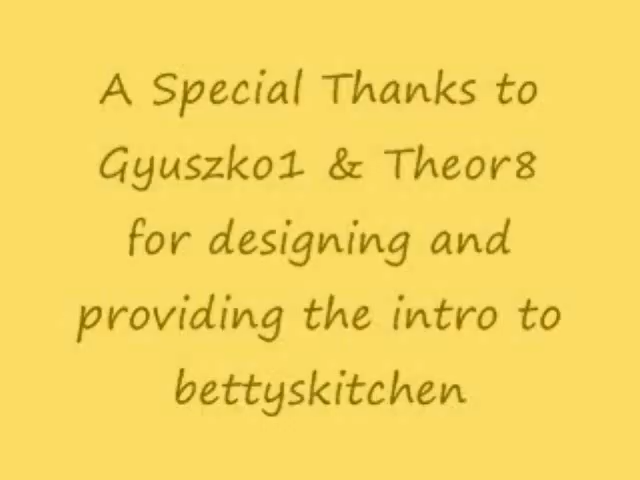 A Special Thanks to
Gyuszko1 & Theor8
for designing and
providing the intro to
bettyskitchen